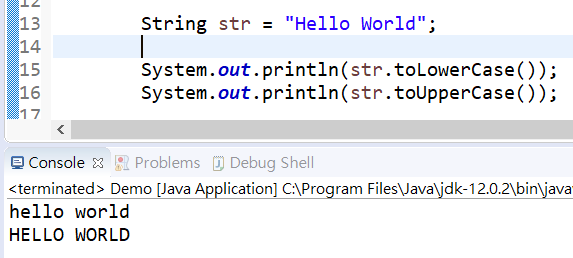 12
13 String str = "Hello World";
14
15 System.out.println(str.toLowerCase());
16 System.out.println(str.toUpperCase());
17
Console Problems Debug Shell
<terminated> Demo [Java Application] C:\Program Files\Java\jdk-12.0.2\bin\java
hello world
HELLO WORLD